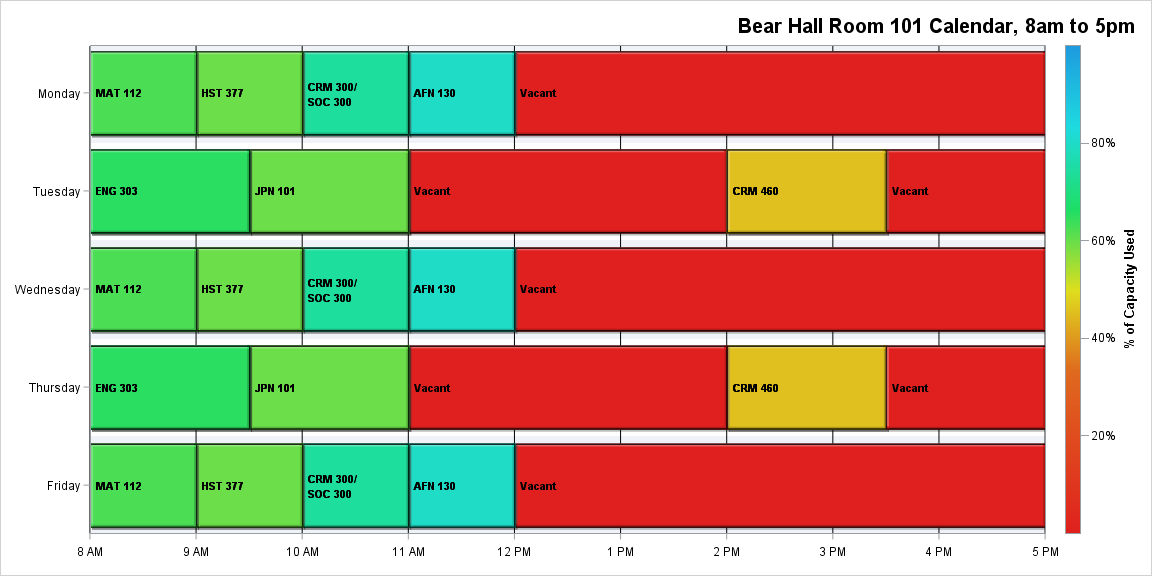 Bear Hall Room 101 Calendar, 8am to 5pm
Monday
MAT 112
HST 377
CRM 300/
SOC 300
AFN 130
Vacant
Tuesday
ENG 303
JPN 101
Vacant
CRM 460
Vacant
Wednesday
MAT 112
HST 377
CRM 300/
SOC 300
AFN 130
Vacant
Thursday
ENG 303
JPN 101
Vacant
CRM 460
Vacant
Friday
MAT 112
HST 377
CRM 300/
SOC 300
AFN 130
Vacant
8 AM
9 AM
10 AM
11 AM
12 PM
1 PM
2 PM
3 PM
4 PM
5 PM
80%
60%
40%
20%
% of Capacity Used